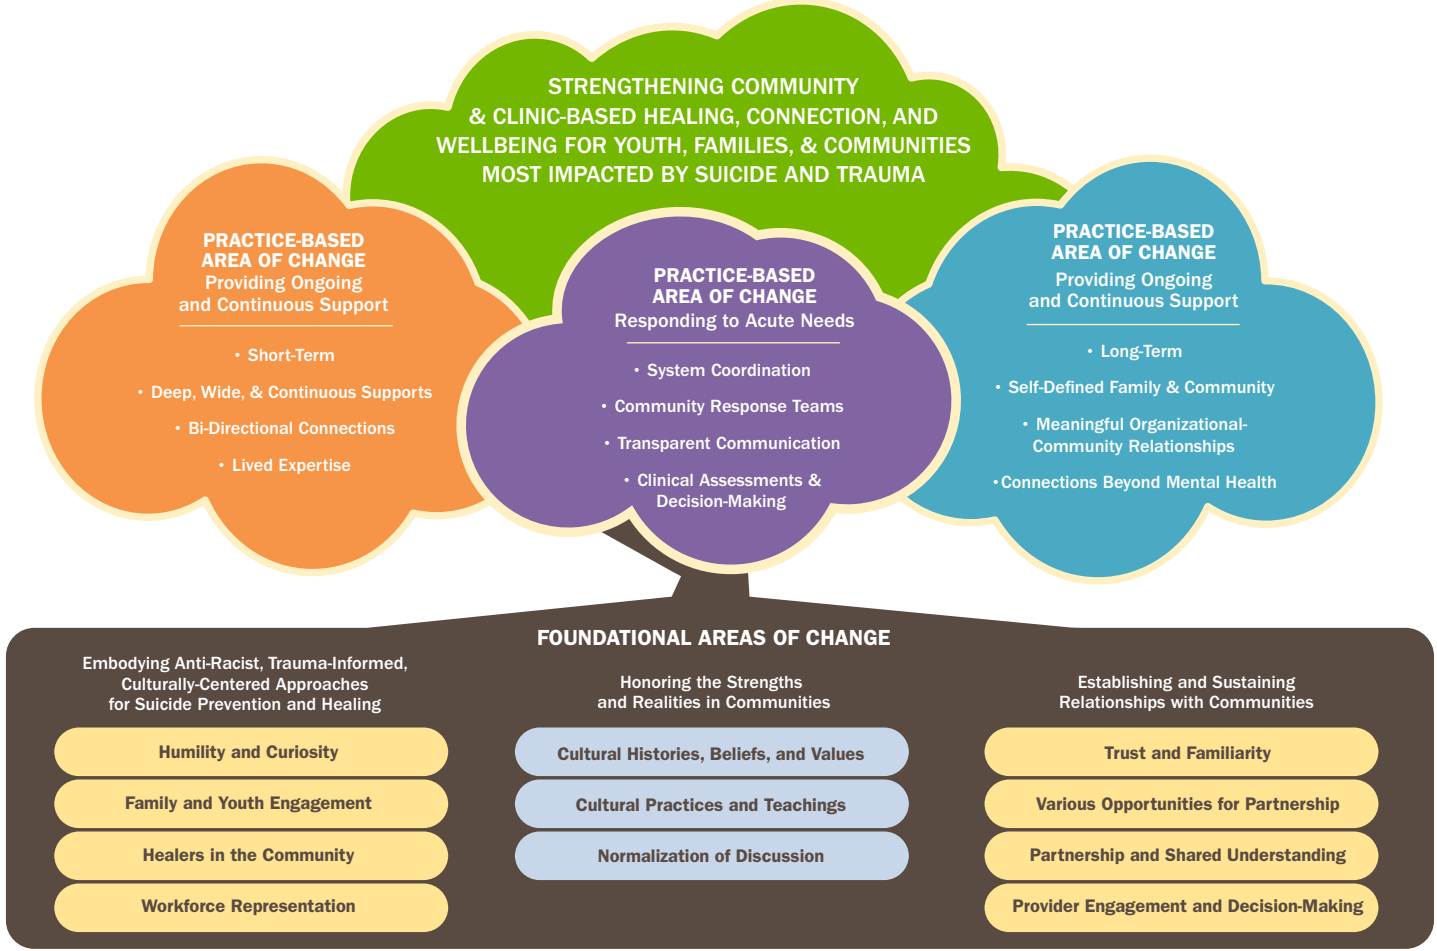 STRENGTHENING COMMUNITY
& CLINIC-BASED HEALING, CONNECTION, AND
WELLBEING FOR YOUTH, FAMILIES, & COMMUNITIES
MOST IMPACTED BY SUICIDE AND TRAUMA
PRACTICE-BASED
AREA OF CHANGE
Providing Ongoing
and Continuous Support
• Short-Term
• Deep, Wide, & Continuous Supports
• Bi-Directional Connections
• Lived Expertise
PRACTICE-BASED
AREA OF CHANGE
Responding to Acute Needs
• System Coordination
• Community Response Teams
• Transparent Communication
• Clinical Assessments &
Decision-Making
PRACTICE-BASED
AREA OF CHANGE
Providing Ongoing
and Continuous Support
• Long-Term
• Self-Defined Family & Community
• Meaningful Organizational-
Community Relationships
• Connections Beyond Mental Health
FOUNDATIONAL AREAS OF CHANGE
Embodying Anti-Racist, Trauma-Informed,
Culturally-Centered Approaches
for Suicide Prevention and Healing
Humility and Curiosity
Family and Youth Engagement
Healers in the Community
Workforce Representation
Honoring the Strengths
and Realities in Communities
Cultural Histories, Beliefs, and Values
Cultural Practices and Teachings
Normalization of Discussion
Establishing and Sustaining
Relationships with Communities
Trust and Familiarity
Various Opportunities for Partnership
Partnership and Shared Understanding
Provider Engagement and Decision-Making